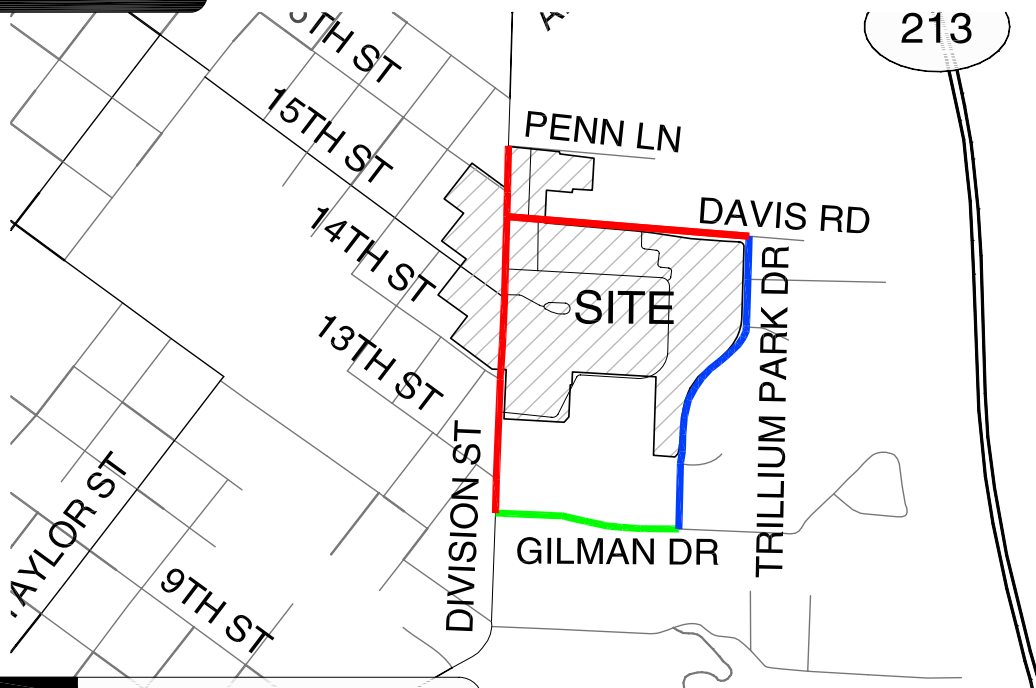 213
15TH ST
PENN LN
14TH ST
DAVIS RD
SITE
13TH ST
TRILLIUM PARK DR
DIVISION ST
GILMAN DR
9TH ST